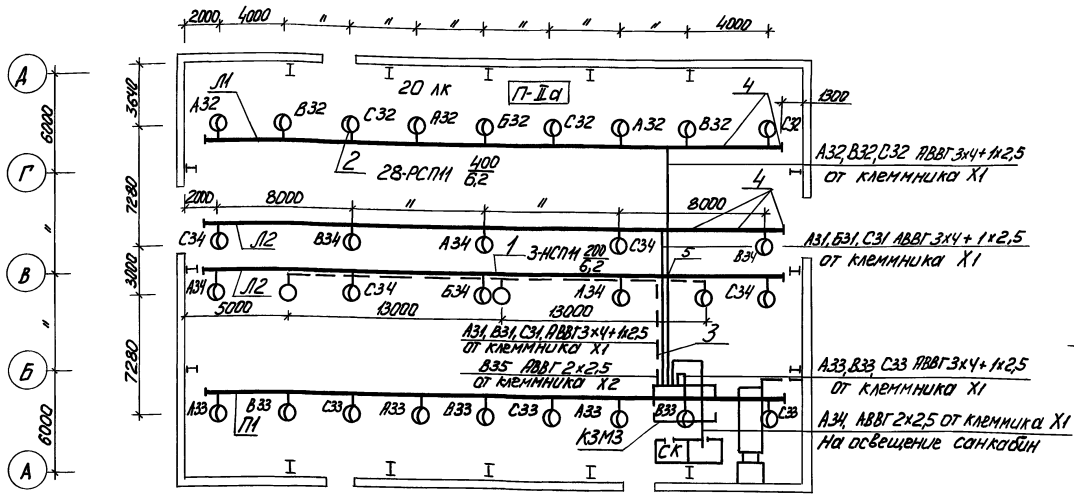 2000 4000 " " " " " " 4000
Д
Г
В
Б
А
6000
"
"
6000
3640
7280
3000
7280
Л1
20 лк
П-IIа
4
1300
А32 В32 С32 А32 Б32 С32 А32 В32 С32
2
28-РСП11 400/6,2
А32, В32, С32 АВВГ 3х4+1х2,5
от клеммника Х1
2000 8000 " " 8000
4
С34 Л2 В34 А34 С34 В34
1
3-НСП11 200/6,2
5
А31, Б31, С31 АВВГ 3х4+1х2,5
от клеммника Х1
А34 Л2 С34 Б34 А34 С34
5000 13000 13000
А31, В31, С31, АВВГ 3х4+1х2,5
от клеммника Х1
3
В35 АВВГ 2х2,5
от клеммника Х2
А33, В33, С33 АВВГ 3х4+1х2,5
от клеммника Х1
А33 В33 С33 А33 В33 С33 А33 В33 С33
П1
КЗМ3
СК
А34, АВВГ 2х2,5 от клеммика Х1
На освещение санкабин